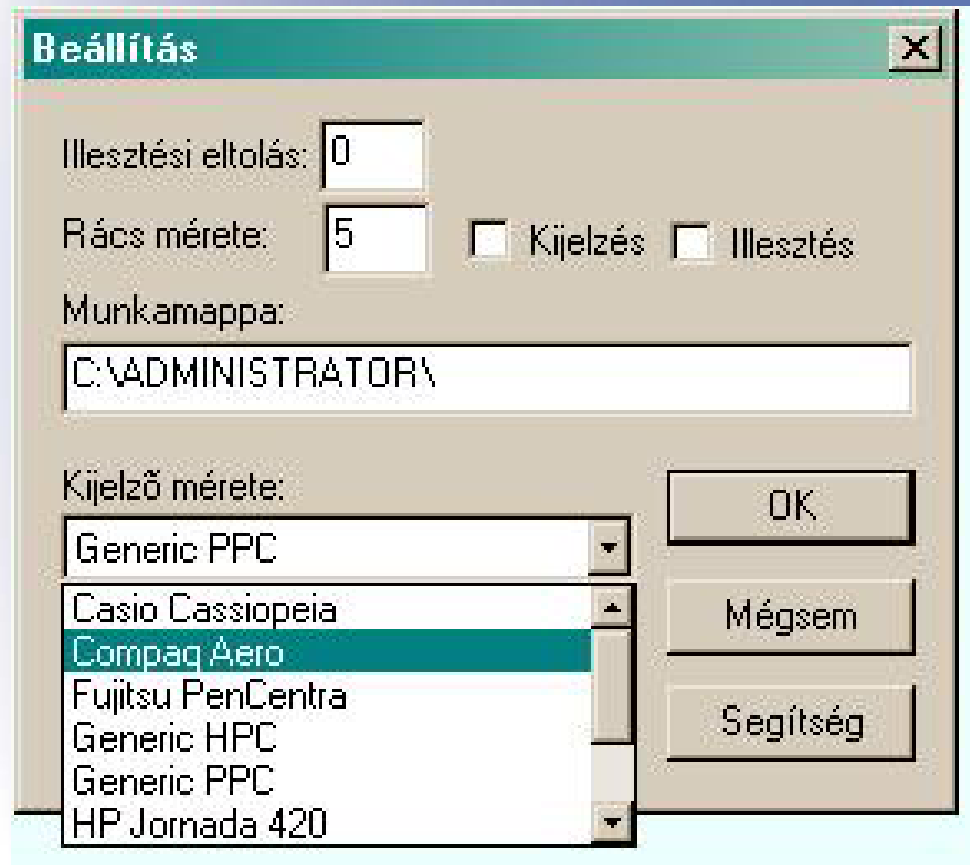 Beállítás
Illesztési eltolás: 0
Rács mérete: 5 Kijelzés Illesztés
Munkamappa:
C:\ADMINISTRATOR\
Kijelző mérete:
OK
Generic PPC
Casio Cassiopeia
Mégsem
Compaq Aero
Fujitsu PenCentra
Segítség
Generic HPC
Generic PPC
HP Jornada 420